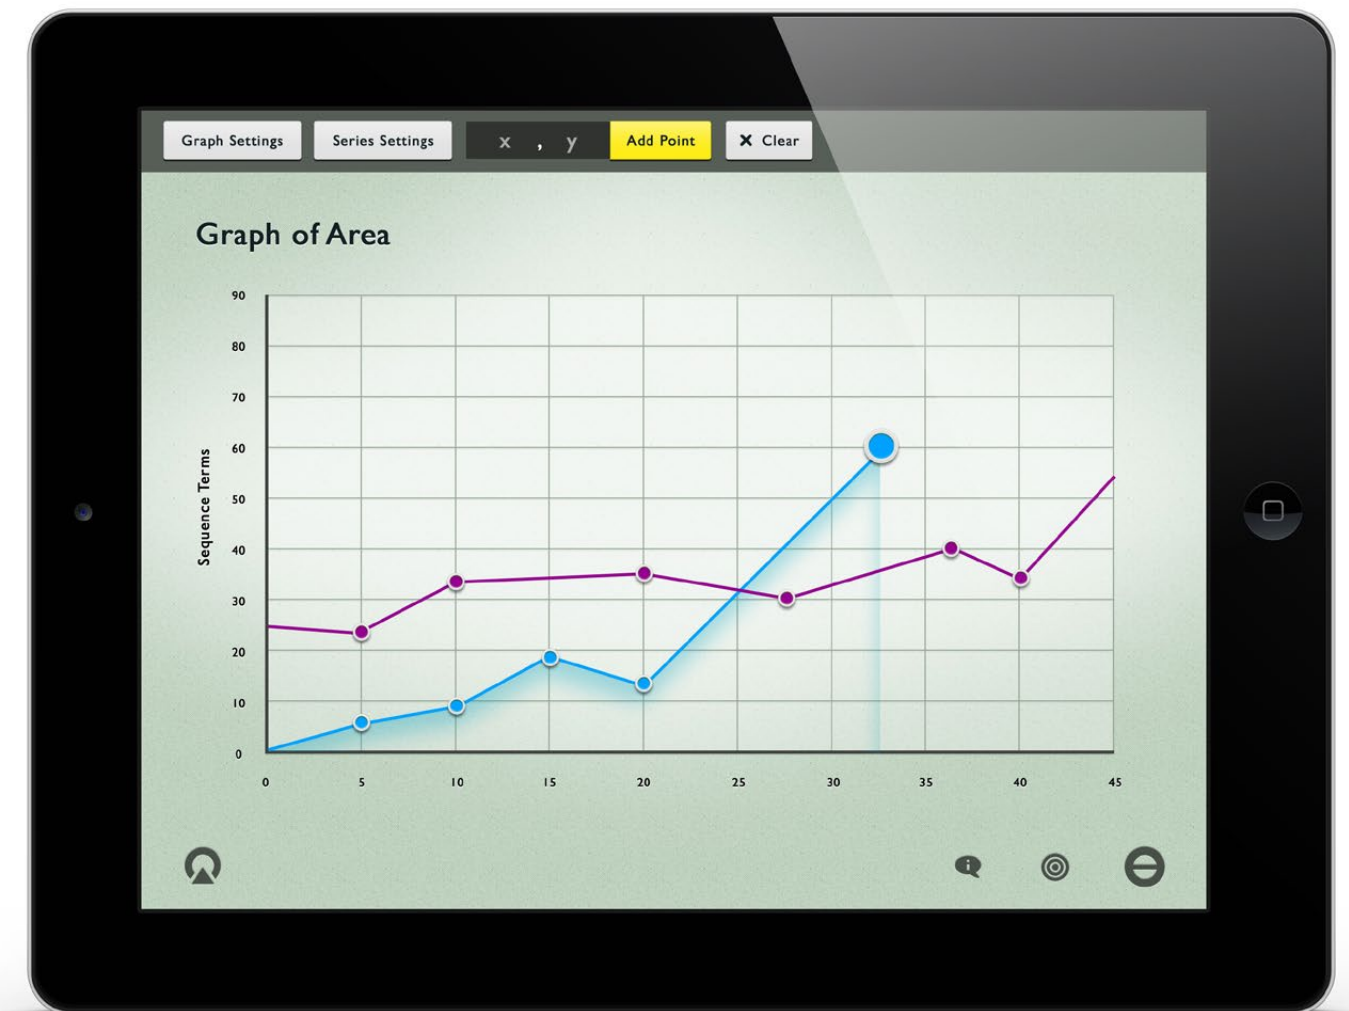 Graph Settings Series Settings x , y Add Point ✕ Clear
Graph of Area
Sequence Terms
90
80
70
60
50
40
30
20
10
0
0 5 10 15 20 25 30 35 40 45